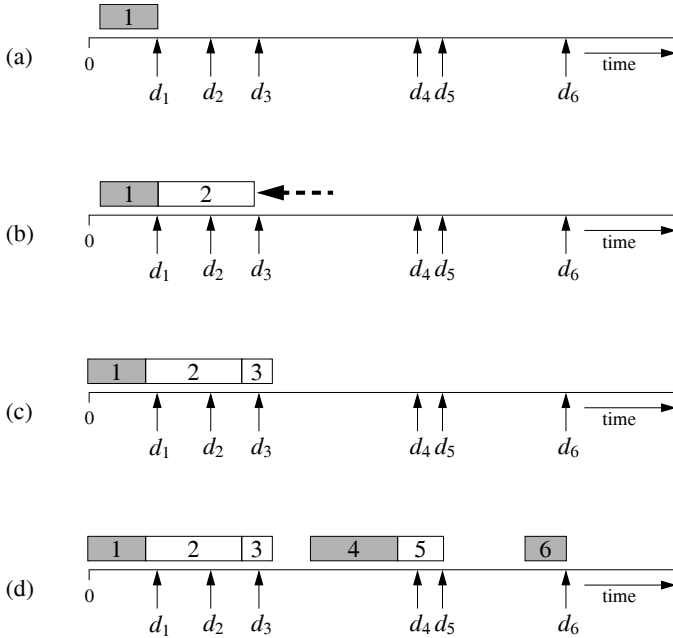 1
(a)
0
time
d1 d2 d3 d4 d5 d6
1 2
(b)
0
time
d1 d2 d3 d4 d5 d6
1 2 3
(c)
0
time
d1 d2 d3 d4 d5 d6
1 2 3 4 5 6
(d)
0
time
d1 d2 d3 d4 d5 d6